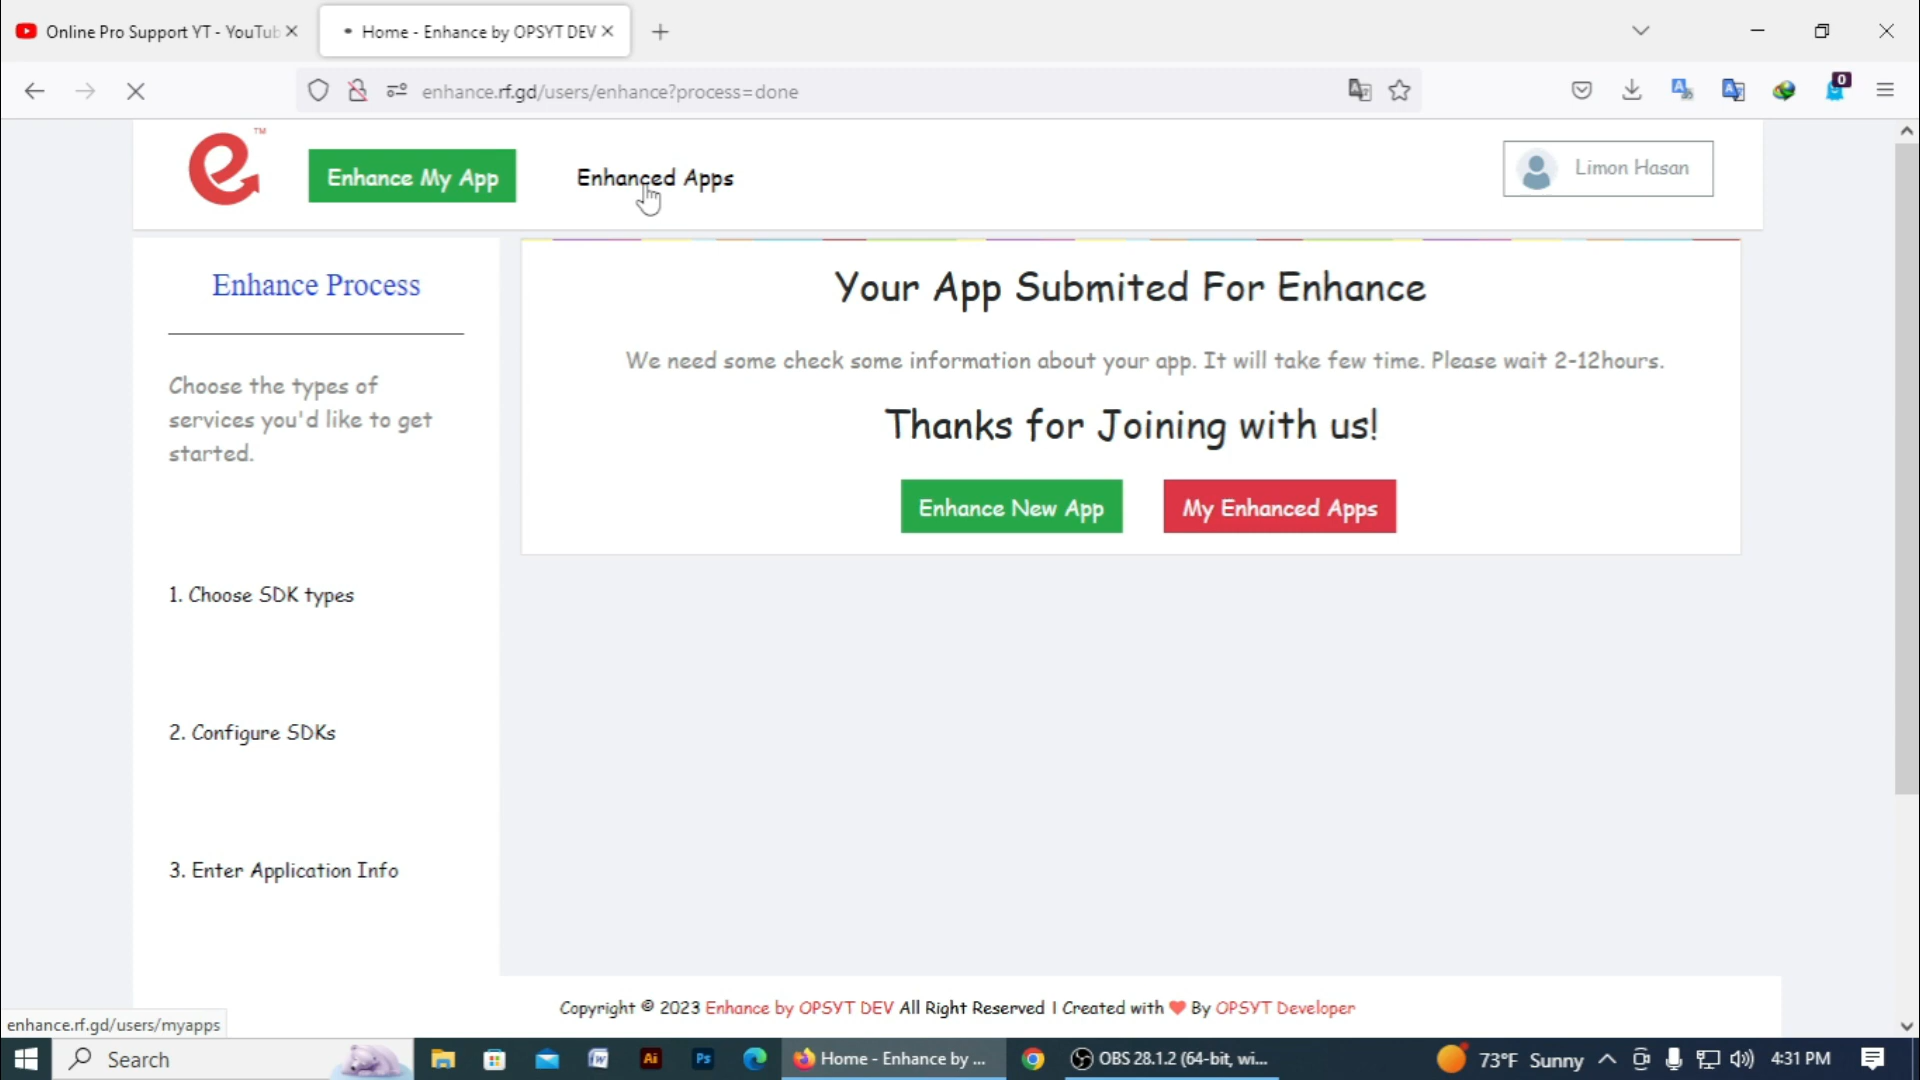 Online Pro Support YT - YouTub
Home - Enhance by OPSYT DEV
enhance.rf.gd/users/enhance?process=done
0
e
TM
Enhance My App
Enhanced Apps
Limon Hasan
Enhance Process
Choose the types of
services you'd like to get
started.
1. Choose SDK types
2. Configure SDKs
3. Enter Application Info
Your App Submited For Enhance
We need some check some information about your app. It will take few time. Please wait 2-12hours.
Thanks for Joining with us!
Enhance New App
My Enhanced Apps
Copyright © 2023 Enhance by OPSYT DEV All Right Reserved | Created with ❤ By OPSYT Developer
enhance.rf.gd/users/myapps
Search
Ai
Ps
Home - Enhance by ...
OBS 28.1.2 (64-bit, wi...
73°F Sunny
4:31 PM